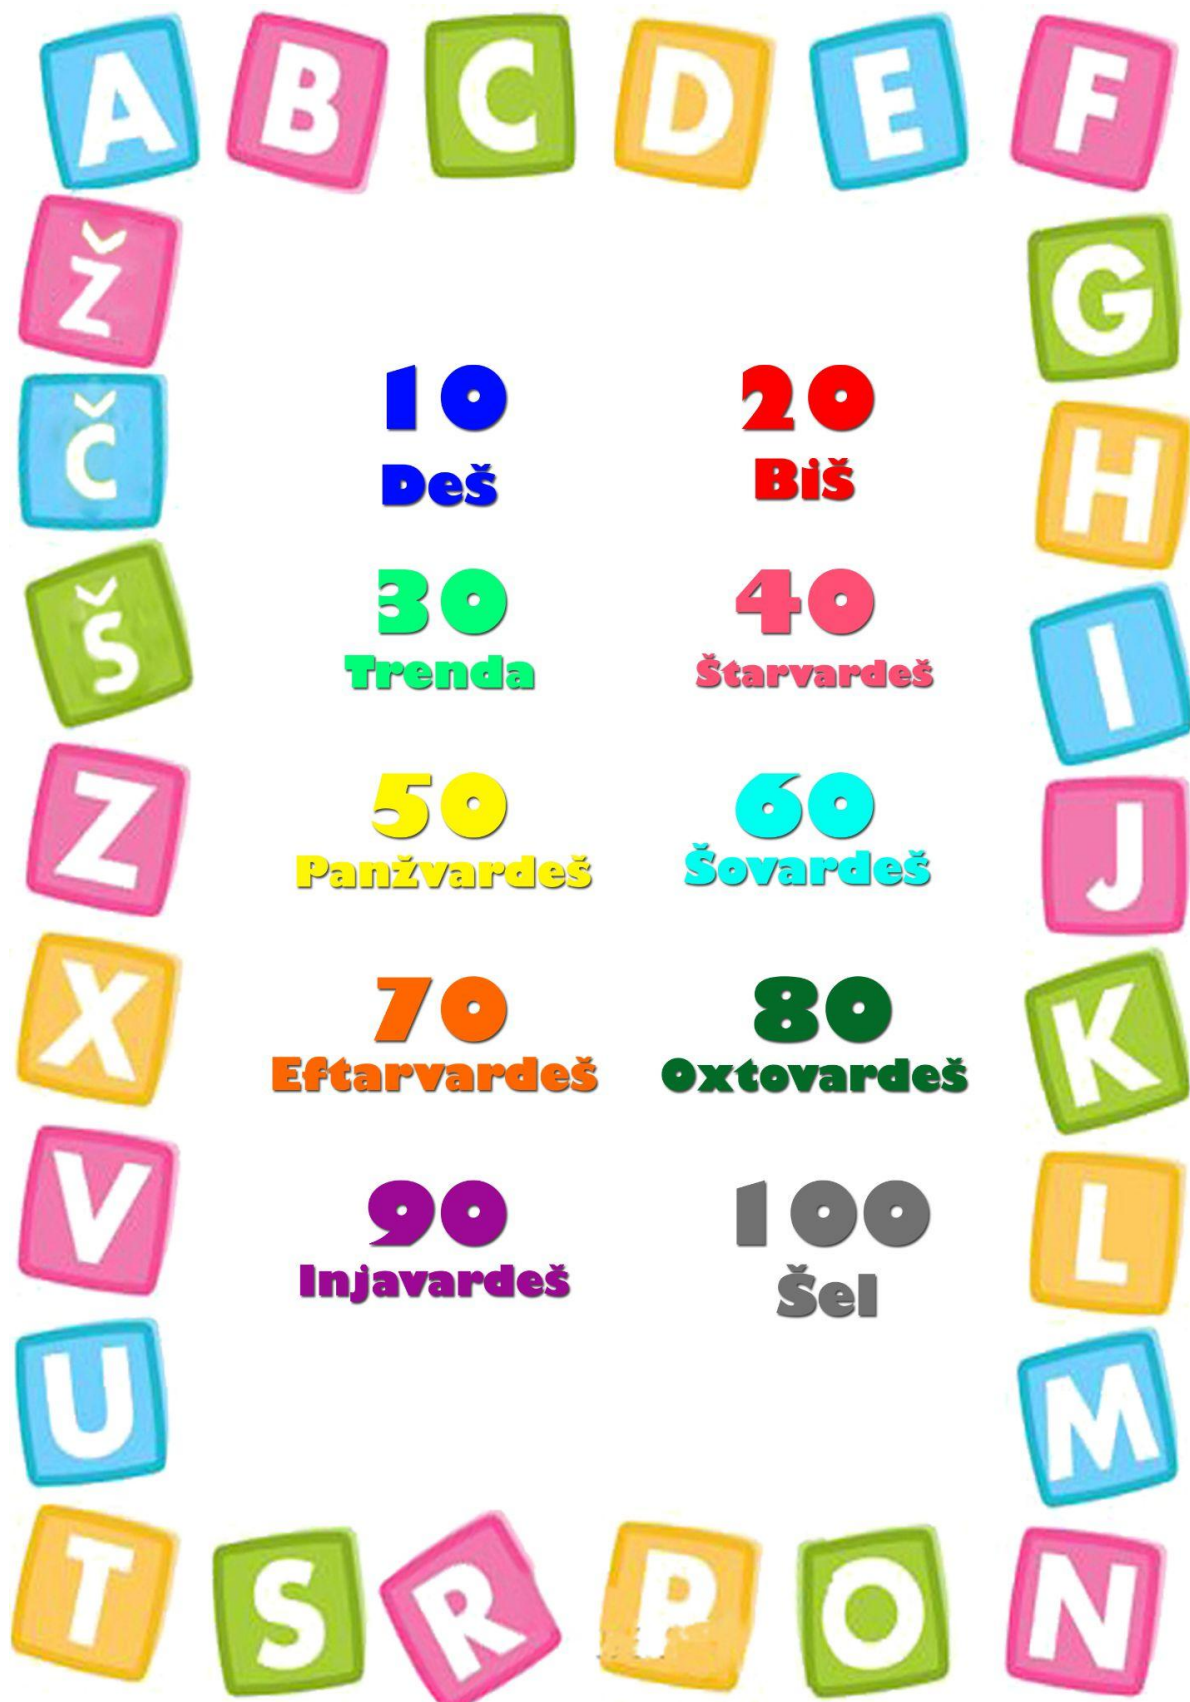 A B C D E F
Ž G
Č H
Š I
Z J
X K
V L
U M
T S R P O N
10 20
Deš Biš
30 40
Trenda Štarvardeš
50 60
Panžvardeš Šovardeš
70 80
Eftarvardeš Oxtovardeš
90 100
Injavardeš Šel